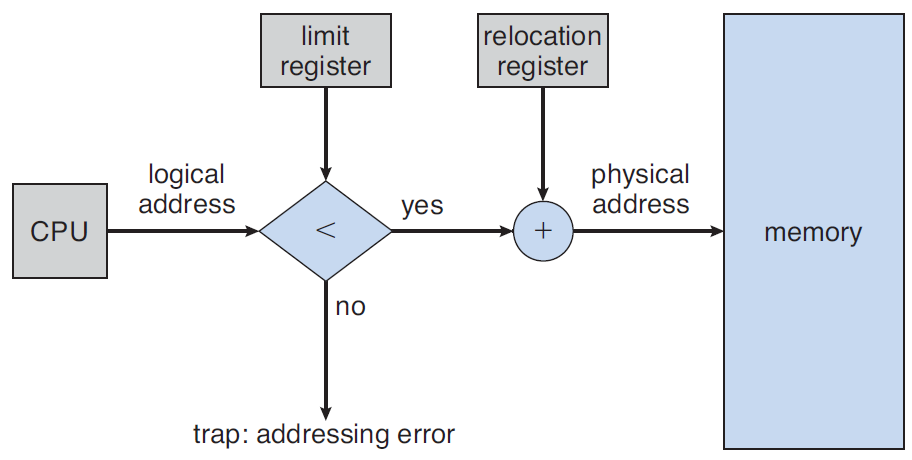 limit
register
relocation
register
logical
address
physical
address
CPU
<
yes
+
memory
no
trap: addressing error